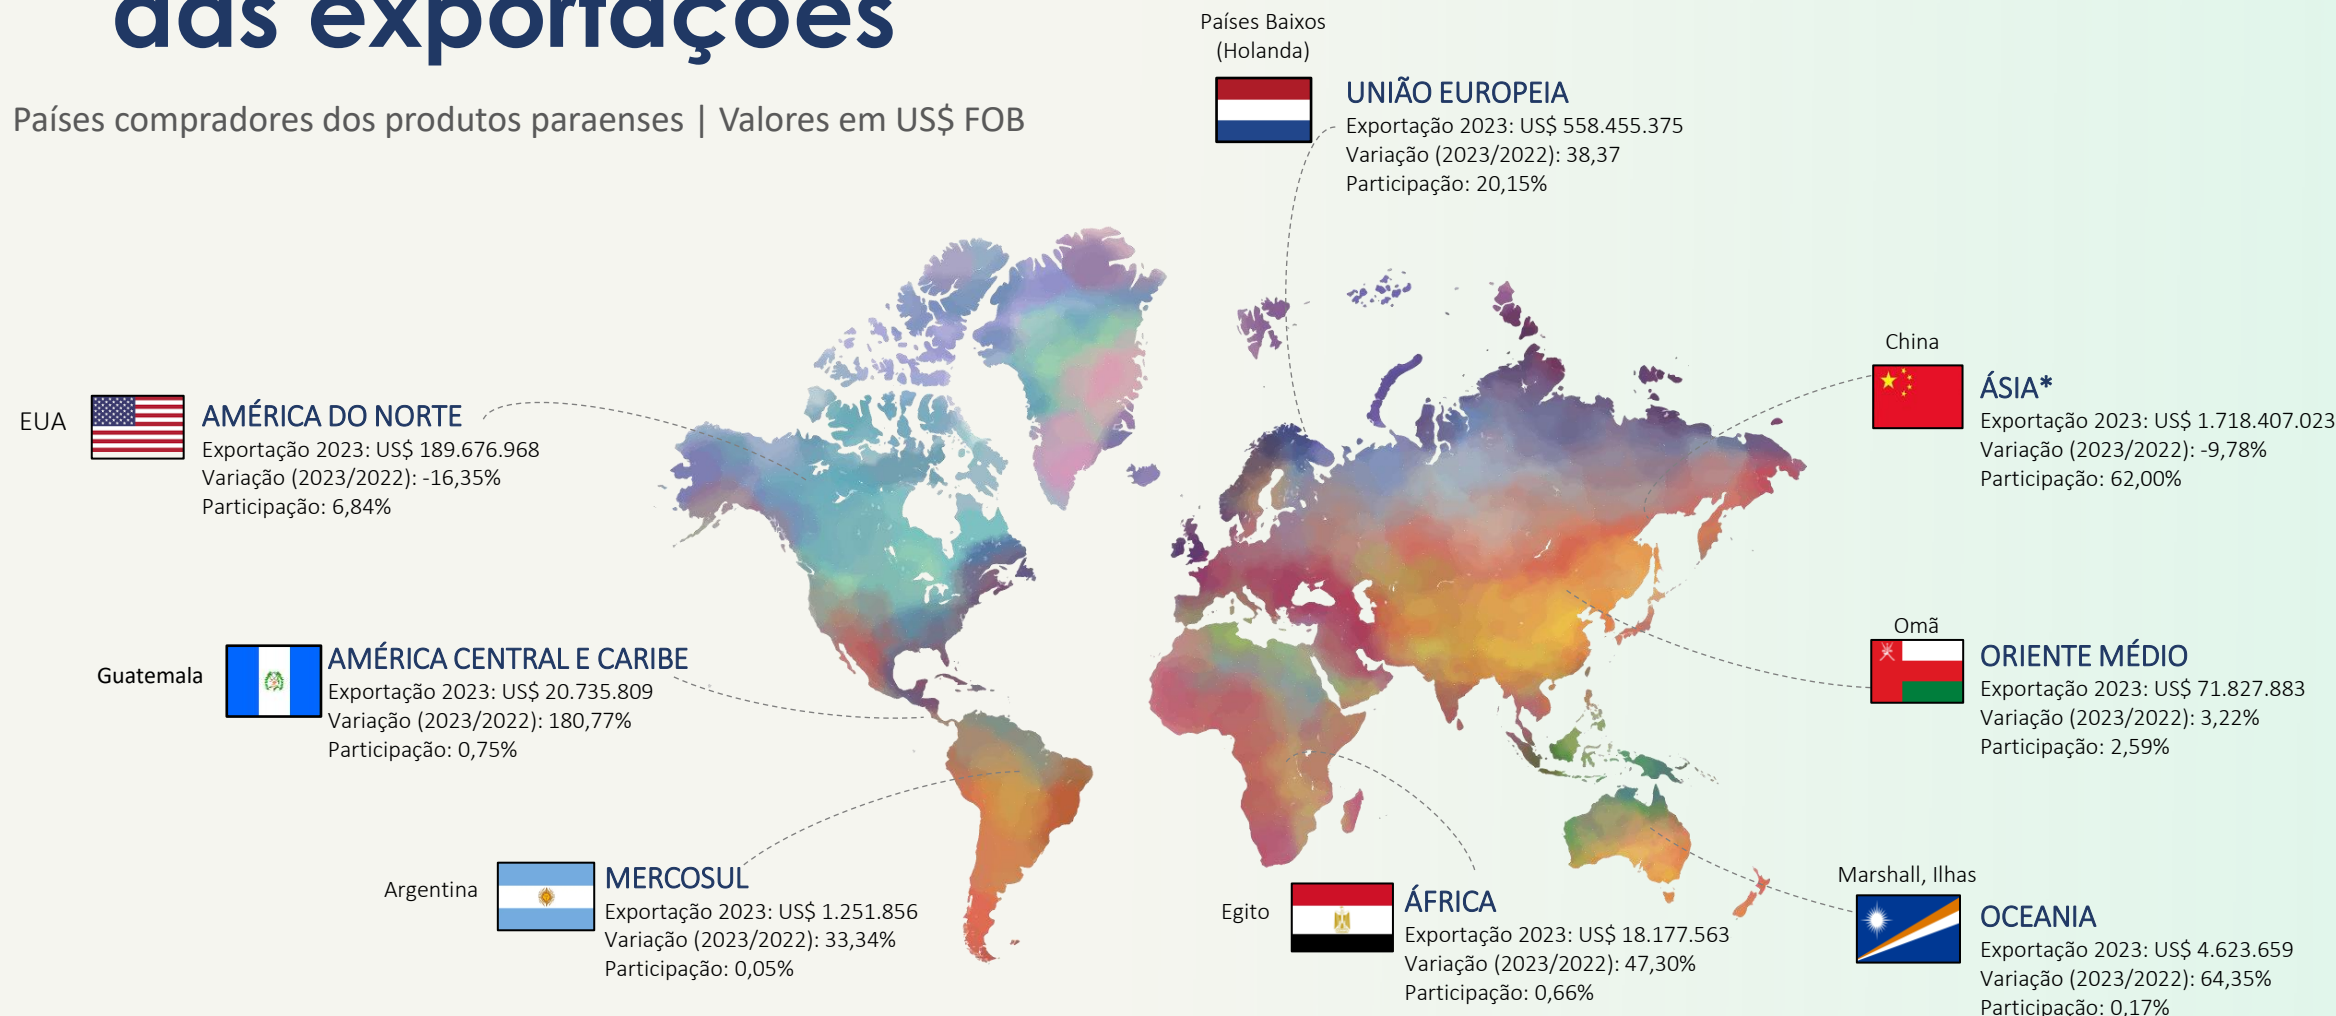 das exportações
Países compradores dos produtos paraenses | Valores em US$ FOB
Países Baixos
(Holanda)
UNIÃO EUROPEIA
Exportação 2023: US$ 558.455.375
Variação (2023/2022): 38,37
Participação: 20,15%
EUA
AMÉRICA DO NORTE
Exportação 2023: US$ 189.676.968
Variação (2023/2022): -16,35%
Participação: 6,84%
China
ÁSIA*
Exportação 2023: US$ 1.718.407.023
Variação (2023/2022): -9,78%
Participação: 62,00%
Guatemala
AMÉRICA CENTRAL E CARIBE
Exportação 2023: US$ 20.735.809
Variação (2023/2022): 180,77%
Participação: 0,75%
Omã
ORIENTE MÉDIO
Exportação 2023: US$ 71.827.883
Variação (2023/2022): 3,22%
Participação: 2,59%
Argentina
MERCOSUL
Exportação 2023: US$ 1.251.856
Variação (2023/2022): 33,34%
Participação: 0,05%
Egito
ÁFRICA
Exportação 2023: US$ 18.177.563
Variação (2023/2022): 47,30%
Participação: 0,66%
Marshall, Ilhas
OCEANIA
Exportação 2023: US$ 4.623.659
Variação (2023/2022): 64,35%
Participação: 0,17%